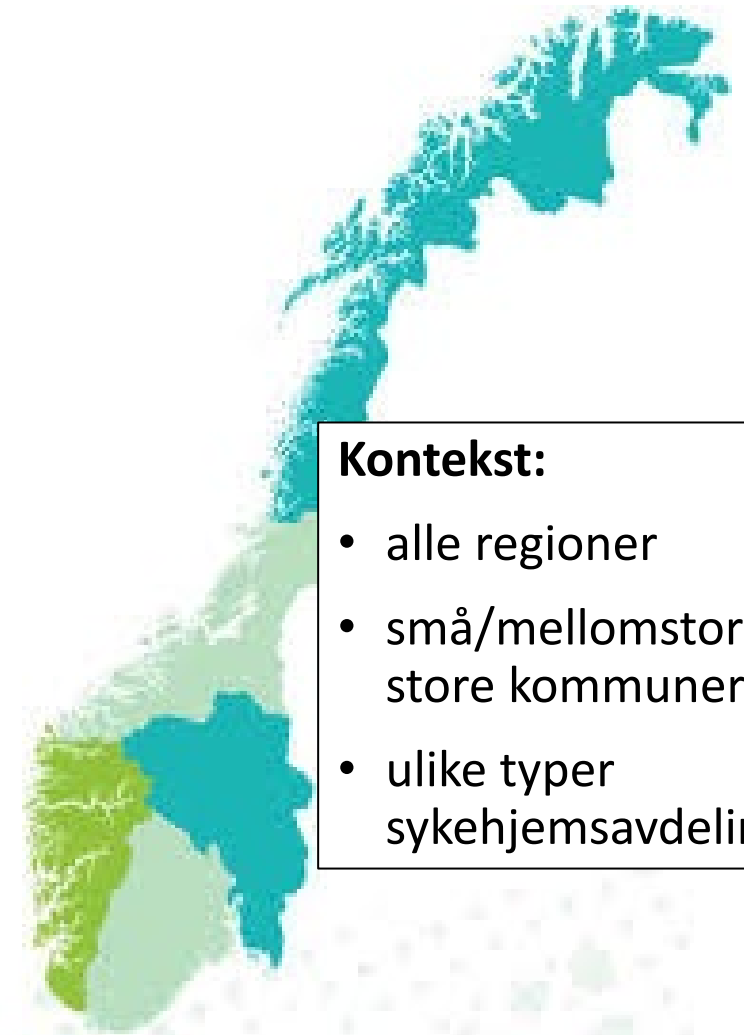 Kontekst:
• alle regioner
• små/mellomstor
store kommuner
• ulike typer
sykehjemsavdelin